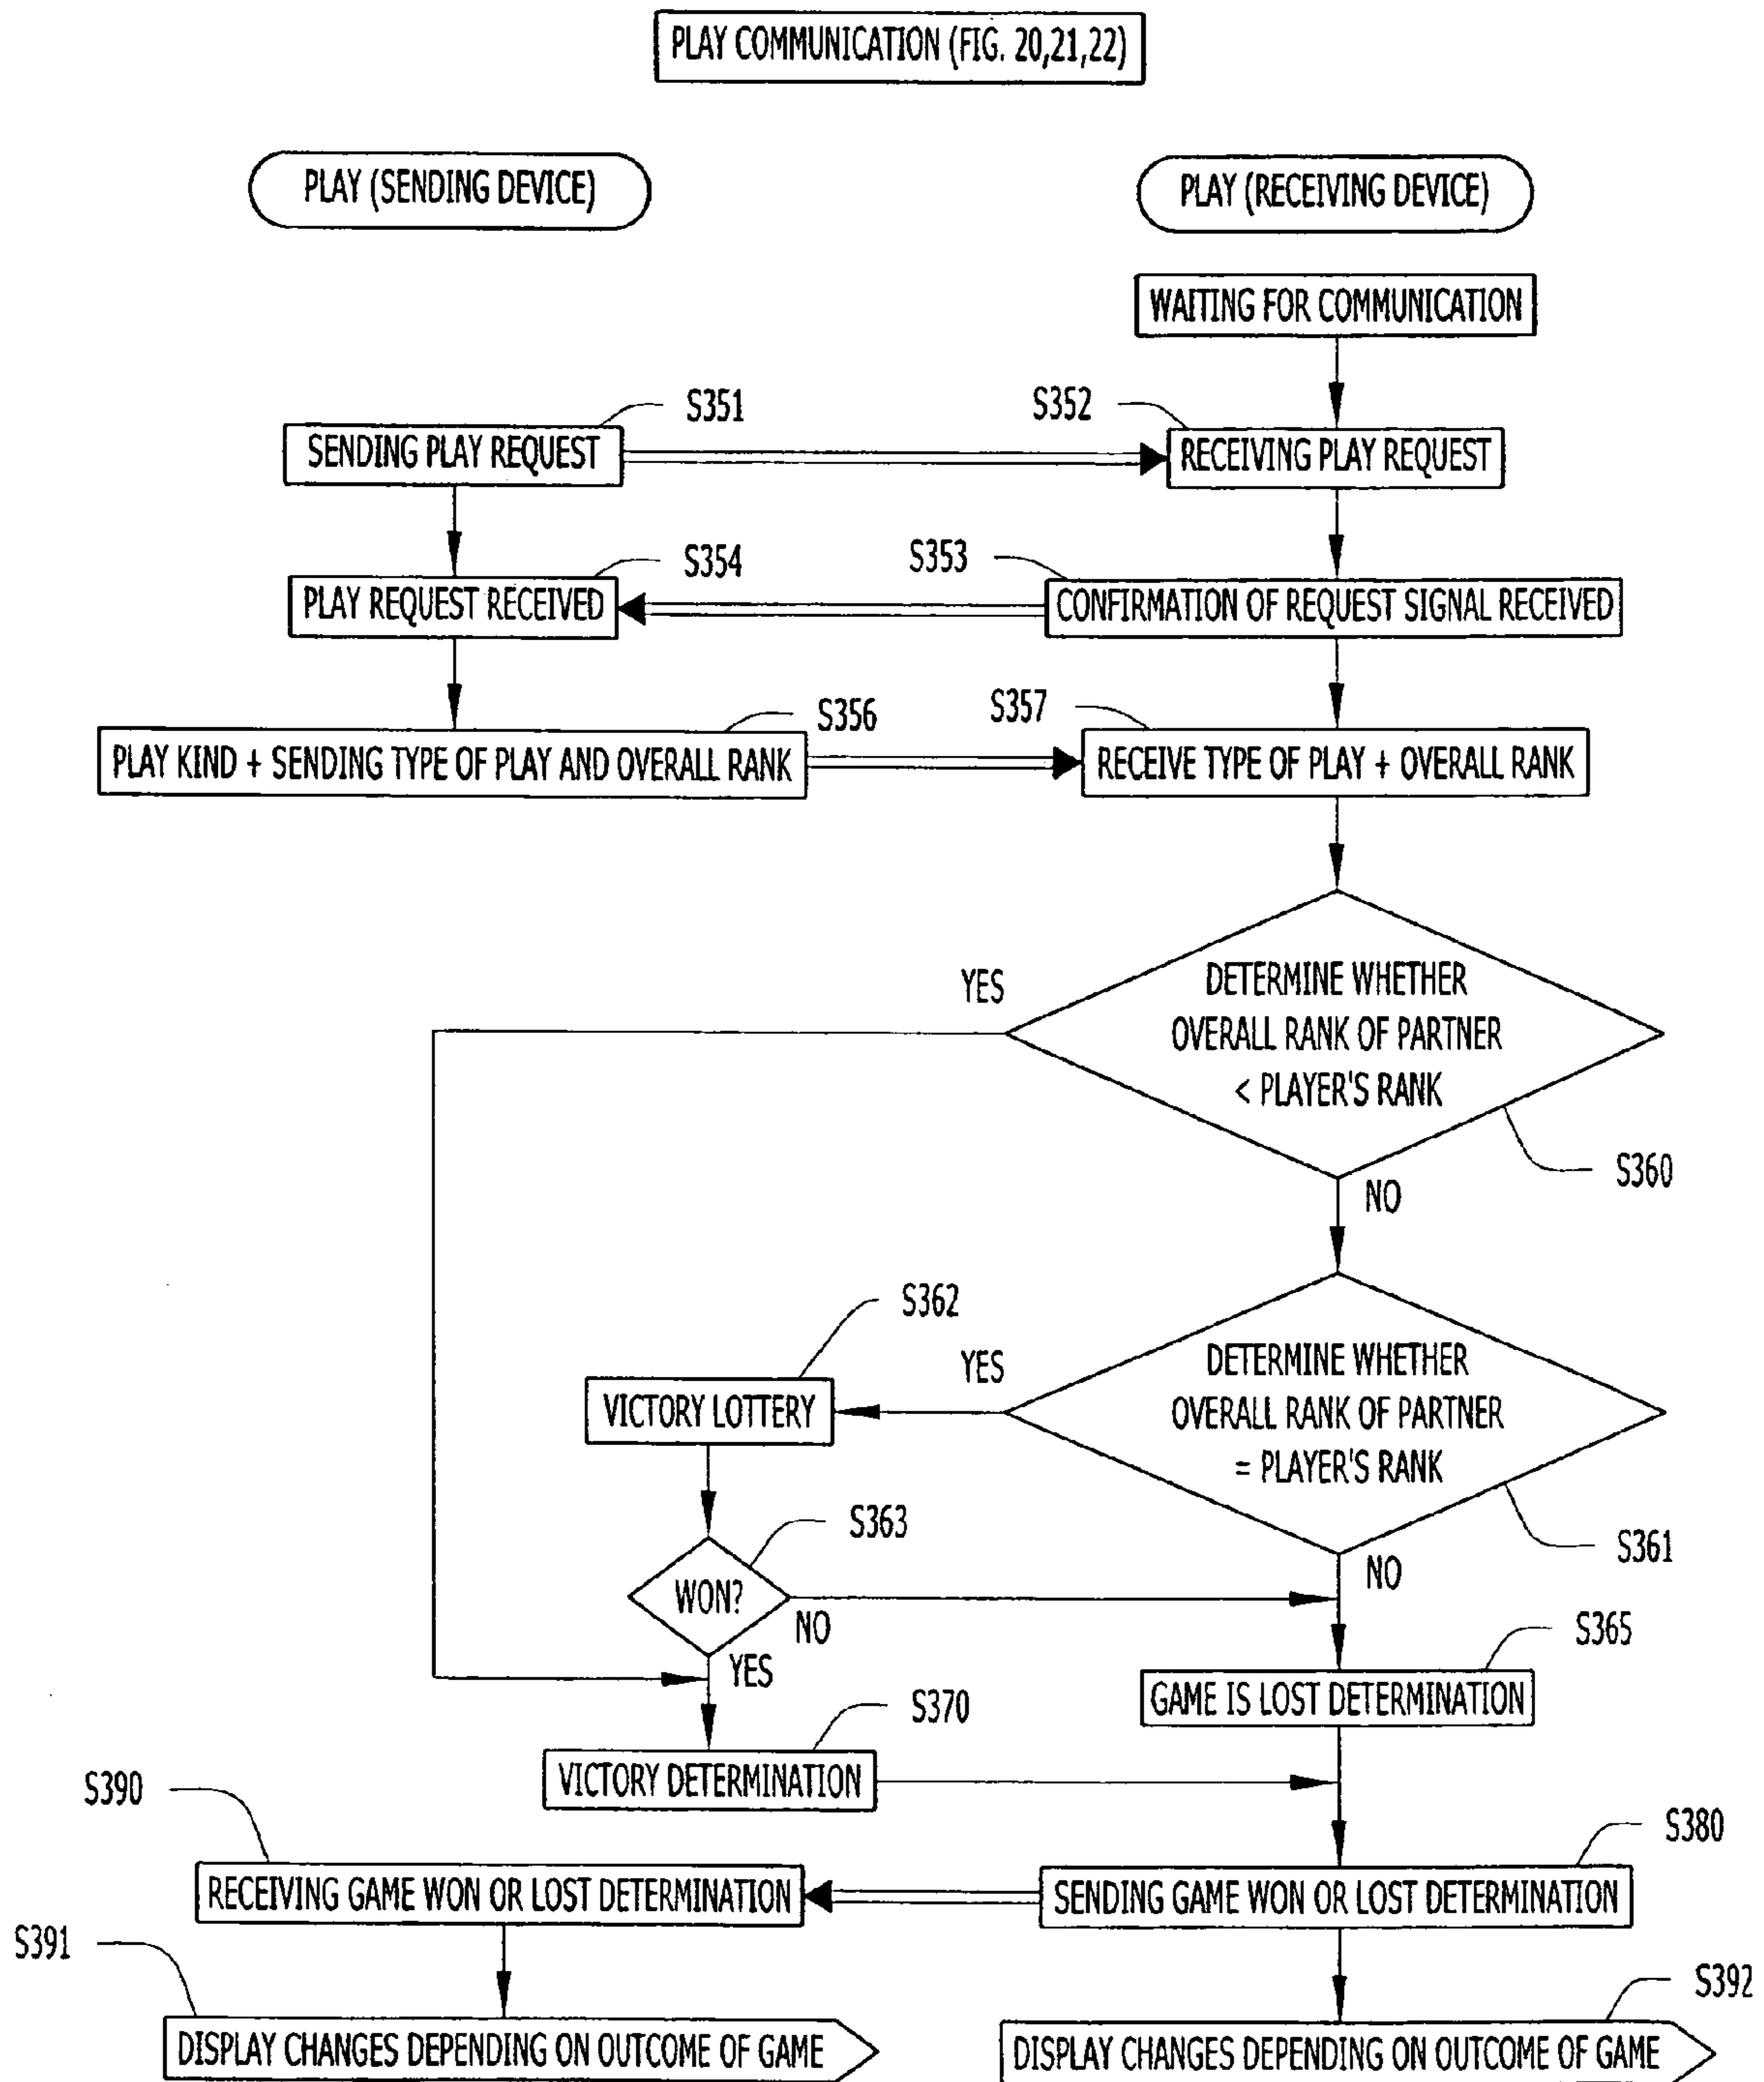 PLAY COMMUNICATION (FIG. 20,21,22)
PLAY (SENDING DEVICE)
PLAY (RECEIVING DEVICE)
WAITING FOR COMMUNICATION
S351
S352
SENDING PLAY REQUEST
RECEIVING PLAY REQUEST
S354
S353
PLAY REQUEST RECEIVED
CONFIRMATION OF REQUEST SIGNAL RECEIVED
S356
S357
PLAY KIND + SENDING TYPE OF PLAY AND OVERALL RANK
RECEIVE TYPE OF PLAY + OVERALL RANK
YES
DETERMINE WHETHER
OVERALL RANK OF PARTNER
< PLAYER'S RANK
S360
NO
S362
YES
DETERMINE WHETHER
OVERALL RANK OF PARTNER
= PLAYER'S RANK
VICTORY LOTTERY
S363
S361
WON?
NO
NO
YES
S365
GAME IS LOST DETERMINATION
S370
VICTORY DETERMINATION
S390
S380
RECEIVING GAME WON OR LOST DETERMINATION
SENDING GAME WON OR LOST DETERMINATION
S391
S392
DISPLAY CHANGES DEPENDING ON OUTCOME OF GAME
DISPLAY CHANGES DEPENDING ON OUTCOME OF GAME